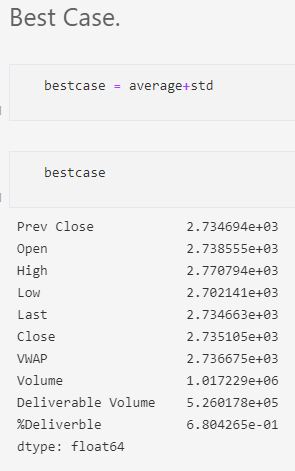 Best Case.
bestcase = average+std
bestcase
Prev Close 2.734694e+03
Open 2.738555e+03
High 2.770794e+03
Low 2.702141e+03
Last 2.734663e+03
Close 2.735105e+03
VWAP 2.736675e+03
Volume 1.017229e+06
Deliverable Volume 5.260178e+05
%Deliverble 6.804265e-01
dtype: float64